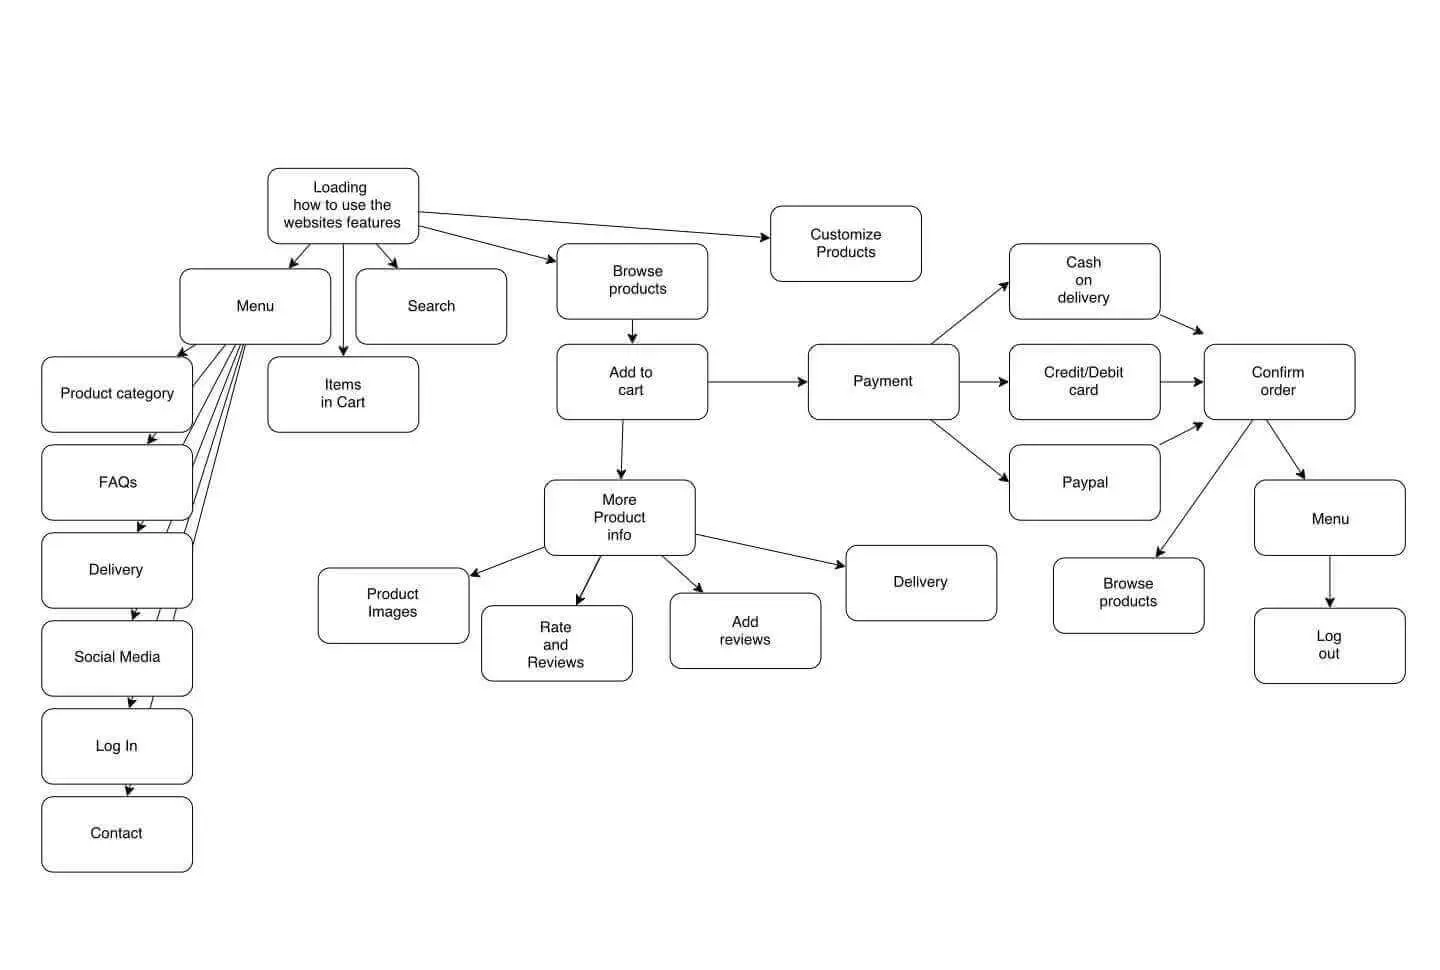 Loading
how to use the
websites features
Customize
Products
Browse
products
Cash
on
delivery
Menu
Search
Add to
cart
Payment
Credit/Debit
card
Confirm
order
Product category
Items
in Cart
FAQs
More
Product
info
Paypal
Menu
Delivery
Product
Images
Rate
and
Reviews
Add
reviews
Delivery
Browse
products
Log
out
Social Media
Log In
Contact